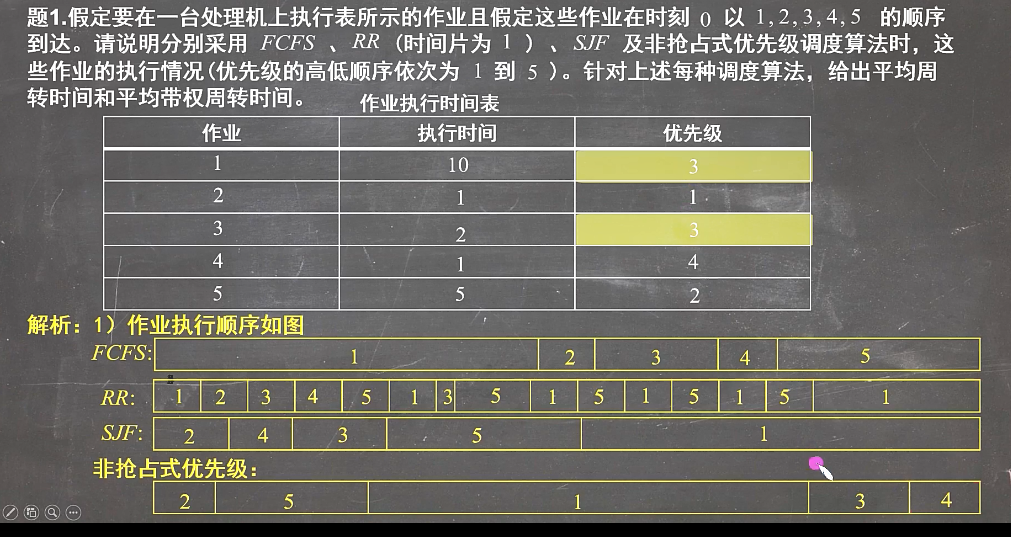 题1.假定要在一台处理机上执行表所示的作业且假定这些作业在时刻 0 以 1,2,3,4,5 的顺序
到达。请说明分别采用 FCFS 、RR (时间片为 1 )、SJF 及非抢占式优先级调度算法时，这
些作业的执行情况(优先级的高低顺序依次为 1 到 5 )。针对上述每种调度算法，给出平均周
转时间和平均带权周转时间。
作业执行时间表
作业 执行时间 优先级
1 10 3
2 1 1
3 2 3
4 1 4
5 5 2
解析：1）作业执行顺序如图
FCFS: 1 2 3 4 5
RR: 1 2 3 4 5 1 3 5 1 5 1 5 1 5 1
SJF: 2 4 3 5 1
非抢占式优先级：
2 5 1 3 4